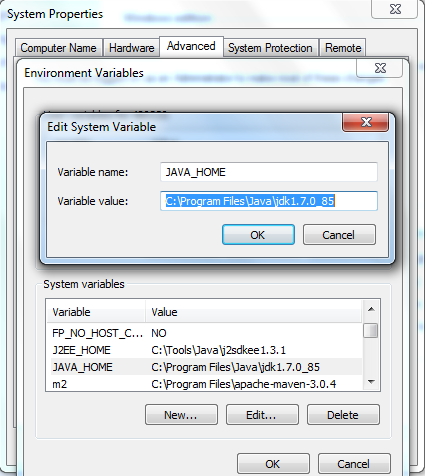 System Properties
Computer Name Hardware Advanced System Protection Remote
Environment Variables
Edit System Variable
Variable name: JAVA_HOME
Variable value: C:\Program Files\Java\jdk1.7.0_85
OK Cancel
System variables
Variable Value
FP_NO_HOST_C... NO
J2EE_HOME C:\Tools\Java\j2sdkee1.3.1
JAVA_HOME C:\Program Files\Java\jdk1.7.0_85
m2 C:\Program Files\apache-maven-3.0.4
New... Edit... Delete
OK Cancel